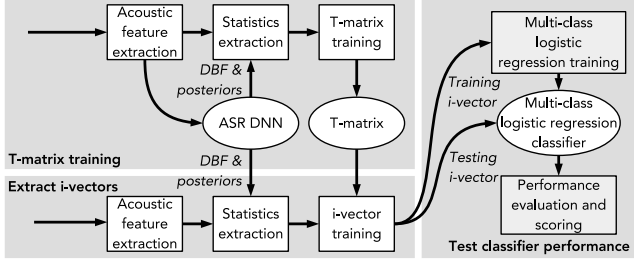 Acoustic
feature
extraction
Statistics
extraction
T-matrix
training
DBF &
posteriors
ASR DNN
T-matrix
T-matrix training
DBF &
posteriors
Extract i-vectors
Acoustic
feature
extraction
Statistics
extraction
i-vector
training
Multi-class
logistic
regression training
Training
i-vector
Multi-class
logistic regression
classifier
Testing
i-vector
Performance
evaluation and
scoring
Test classifier performance